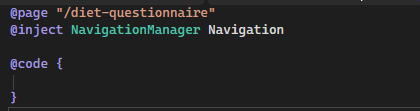 @page "/diet-questionnaire"
@inject NavigationManager Navigation
@code {
}